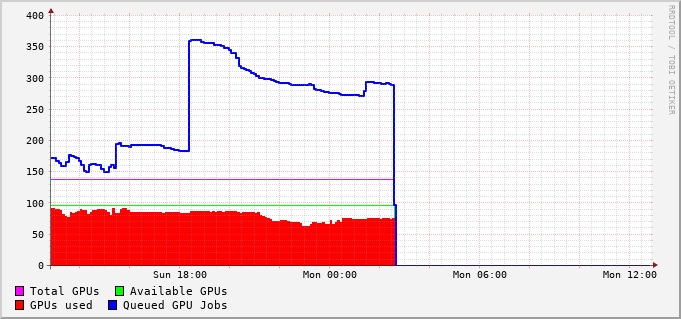 400
350
300
250
200
150
100
50
0
Sun 18:00 Mon 00:00 Mon 06:00 Mon 12:00
Total GPUs Available GPUs
GPUs used Queued GPU Jobs
RRDTOOL / TOBI OETIKER